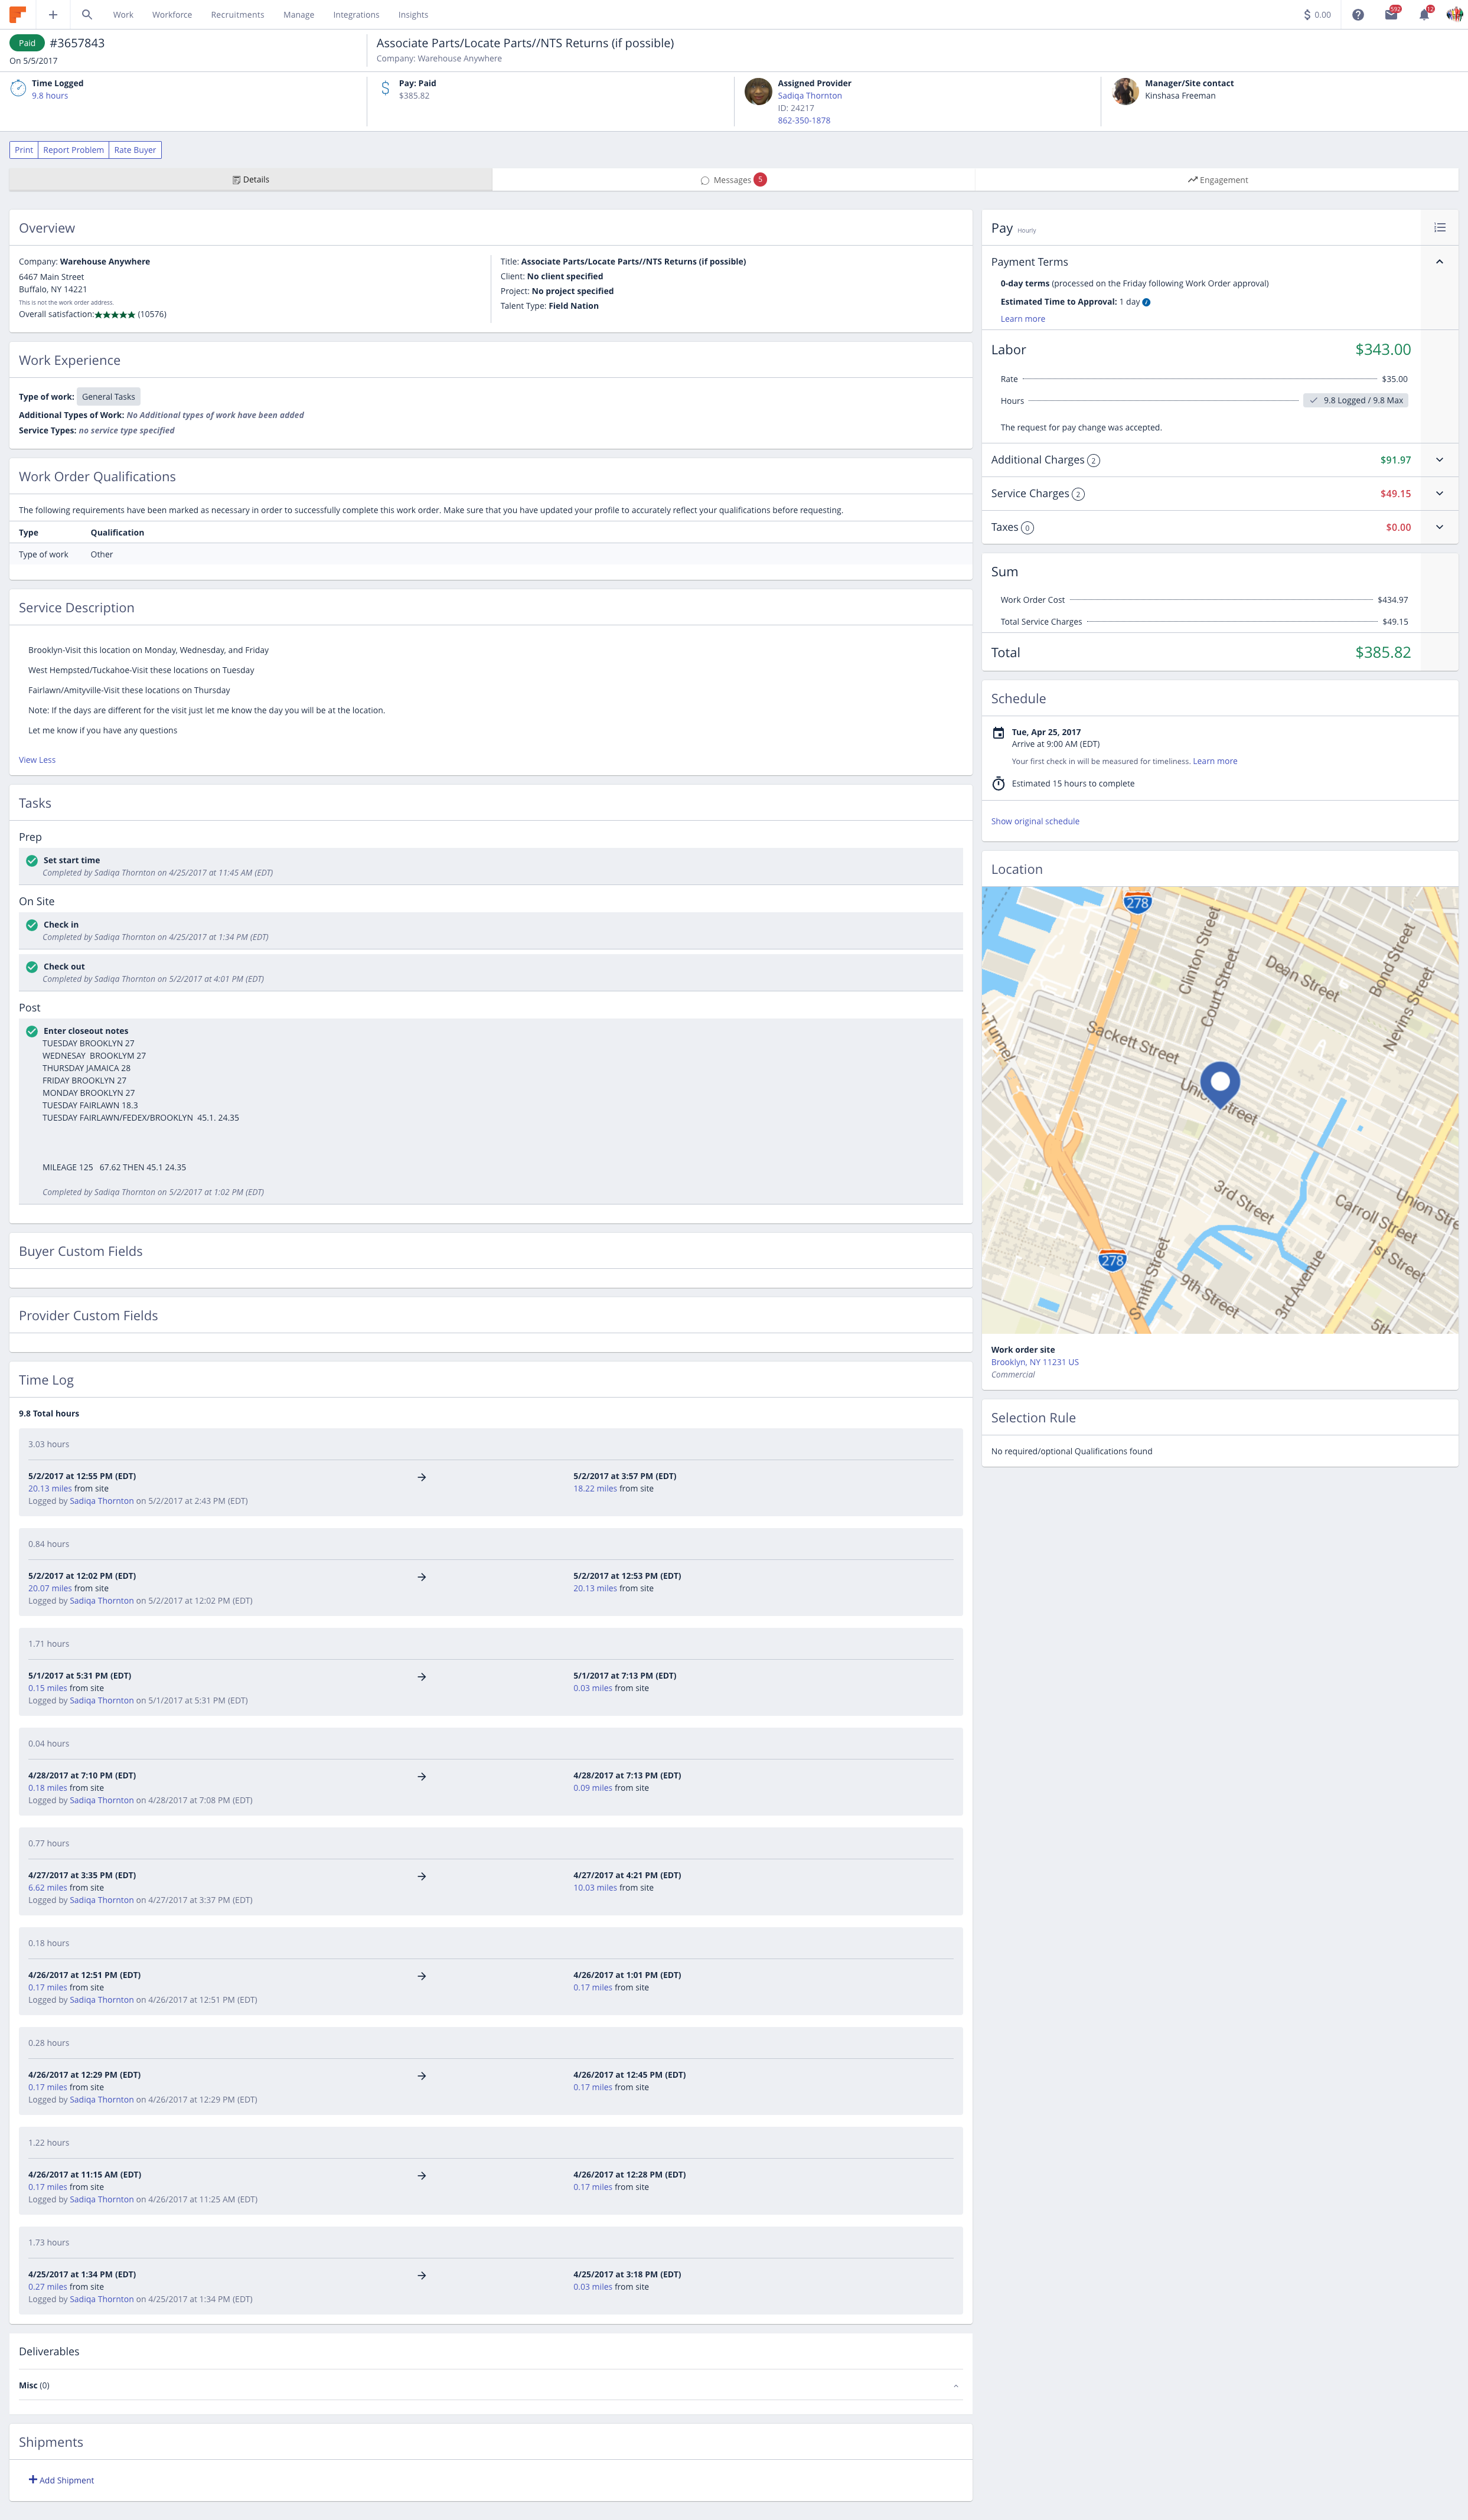 Work Workforce Recruitments Manage Integrations Insights $ 0.00 592 12
Paid #3657843
On 5/5/2017
Associate Parts/Locate Parts//NTS Returns (if possible)
Company: Warehouse Anywhere
Time Logged
9.8 hours
Pay: Paid
$385.82
Assigned Provider
Sadiqa Thornton
ID: 24217
862-350-1878
Manager/Site contact
Kinshasa Freeman
Print Report Problem Rate Buyer
Details Messages 5 Engagement
Overview
Company: Warehouse Anywhere
6467 Main Street
Buffalo, NY 14221
This is not the work order address.
Overall satisfaction:★★★★★ (10576)
Title: Associate Parts/Locate Parts//NTS Returns (if possible)
Client: No client specified
Project: No project specified
Talent Type: Field Nation
Work Experience
Type of work: General Tasks
Additional Types of Work: No Additional types of work have been added
Service Types: no service type specified
Work Order Qualifications
The following requirements have been marked as necessary in order to successfully complete this work order. Make sure that you have updated your profile to accurately reflect your qualifications before requesting.
Type Qualification
Type of work Other
Service Description
Brooklyn-Visit this location on Monday, Wednesday, and Friday
West Hempsted/Tuckahoe-Visit these locations on Tuesday
Fairlawn/Amityville-Visit these locations on Thursday
Note: If the days are different for the visit just let me know the day you will be at the location.
Let me know if you have any questions
View Less
Tasks
Prep
Set start time
Completed by Sadiqa Thornton on 4/25/2017 at 11:45 AM (EDT)
On Site
Check in
Completed by Sadiqa Thornton on 4/25/2017 at 1:34 PM (EDT)
Check out
Completed by Sadiqa Thornton on 5/2/2017 at 4:01 PM (EDT)
Post
Enter closeout notes
TUESDAY BROOKLYN 27
WEDNESAY BROOKLYM 27
THURSDAY JAMAICA 28
FRIDAY BROOKLYN 27
MONDAY BROOKLYN 27
TUESDAY FAIRLAWN 18.3
TUESDAY FAIRLAWN/FEDEX/BROOKLYN 45.1. 24.35
MILEAGE 125 67.62 THEN 45.1 24.35
Completed by Sadiqa Thornton on 5/2/2017 at 1:02 PM (EDT)
Buyer Custom Fields
Provider Custom Fields
Time Log
9.8 Total hours
3.03 hours
5/2/2017 at 12:55 PM (EDT) → 5/2/2017 at 3:57 PM (EDT)
20.13 miles from site 18.22 miles from site
Logged by Sadiqa Thornton on 5/2/2017 at 2:43 PM (EDT)
0.84 hours
5/2/2017 at 12:02 PM (EDT) → 5/2/2017 at 12:53 PM (EDT)
20.07 miles from site 20.13 miles from site
Logged by Sadiqa Thornton on 5/2/2017 at 12:02 PM (EDT)
1.71 hours
5/1/2017 at 5:31 PM (EDT) → 5/1/2017 at 7:13 PM (EDT)
0.15 miles from site 0.03 miles from site
Logged by Sadiqa Thornton on 5/1/2017 at 5:31 PM (EDT)
0.04 hours
4/28/2017 at 7:10 PM (EDT) → 4/28/2017 at 7:13 PM (EDT)
0.18 miles from site 0.09 miles from site
Logged by Sadiqa Thornton on 4/28/2017 at 7:08 PM (EDT)
0.77 hours
4/27/2017 at 3:35 PM (EDT) → 4/27/2017 at 4:21 PM (EDT)
6.62 miles from site 10.03 miles from site
Logged by Sadiqa Thornton on 4/27/2017 at 3:37 PM (EDT)
0.18 hours
4/26/2017 at 12:51 PM (EDT) → 4/26/2017 at 1:01 PM (EDT)
0.17 miles from site 0.17 miles from site
Logged by Sadiqa Thornton on 4/26/2017 at 12:51 PM (EDT)
0.28 hours
4/26/2017 at 12:29 PM (EDT) → 4/26/2017 at 12:45 PM (EDT)
0.17 miles from site 0.17 miles from site
Logged by Sadiqa Thornton on 4/26/2017 at 12:29 PM (EDT)
1.22 hours
4/26/2017 at 11:15 AM (EDT) → 4/26/2017 at 12:28 PM (EDT)
0.17 miles from site 0.17 miles from site
Logged by Sadiqa Thornton on 4/26/2017 at 11:25 AM (EDT)
1.73 hours
4/25/2017 at 1:34 PM (EDT) → 4/25/2017 at 3:18 PM (EDT)
0.27 miles from site 0.03 miles from site
Logged by Sadiqa Thornton on 4/25/2017 at 1:34 PM (EDT)
Deliverables
Misc (0)
Shipments
Add Shipment
Pay Hourly
Payment Terms
0-day terms (processed on the Friday following Work Order approval)
Estimated Time to Approval: 1 day
Learn more
Labor $343.00
Rate $35.00
Hours 9.8 Logged / 9.8 Max
The request for pay change was accepted.
Additional Charges 2 $91.97
Service Charges 2 $49.15
Taxes 0 $0.00
Sum
Work Order Cost $434.97
Total Service Charges $49.15
Total $385.82
Schedule
Tue, Apr 25, 2017
Arrive at 9:00 AM (EDT)
Your first check in will be measured for timeliness. Learn more
Estimated 15 hours to complete
Show original schedule
Location
278
Clinton Street
Court Street
Dean Street
Bond Street
Nevins Street
y Tunnel
Sackett Street
Union Street
3rd Street
Carroll Street
Union Stre
1st Street
278
Smith Street
9th Street
3rd Avenue
5th
Work order site
Brooklyn, NY 11231 US
Commercial
Selection Rule
No required/optional Qualifications found